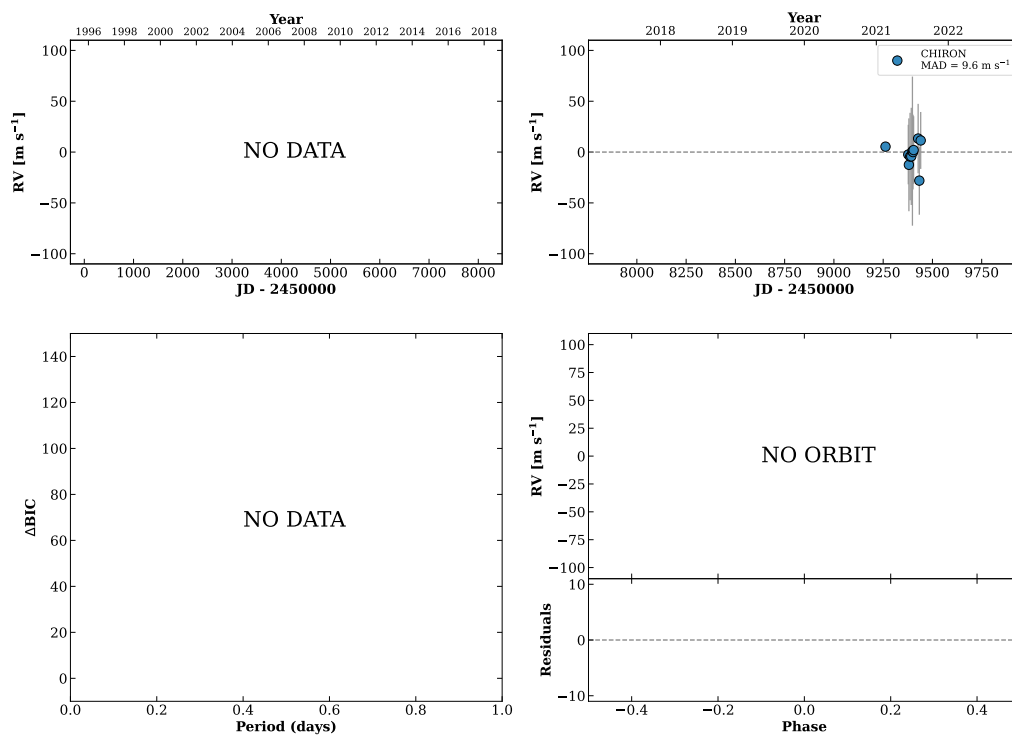 Year
1996 1998 2000 2002 2004 2006 2008 2010 2012 2014 2016 2018
100
50
0
−50
−100
RV [m s⁻¹]
NO DATA
0 1000 2000 3000 4000 5000 6000 7000 8000
JD - 2450000
Year
2018 2019 2020 2021 2022
100
50
0
−50
−100
RV [m s⁻¹]
CHIRON
MAD = 9.6 m s⁻¹
8000 8250 8500 8750 9000 9250 9500 9750
JD - 2450000
140
120
100
80
60
40
20
0
ΔBIC
NO DATA
0.0 0.2 0.4 0.6 0.8 1.0
Period (days)
100
75
50
25
0
−25
−50
−75
−100
RV [m s⁻¹]
NO ORBIT
10
0
−10
Residuals
−0.4 −0.2 0.0 0.2 0.4
Phase